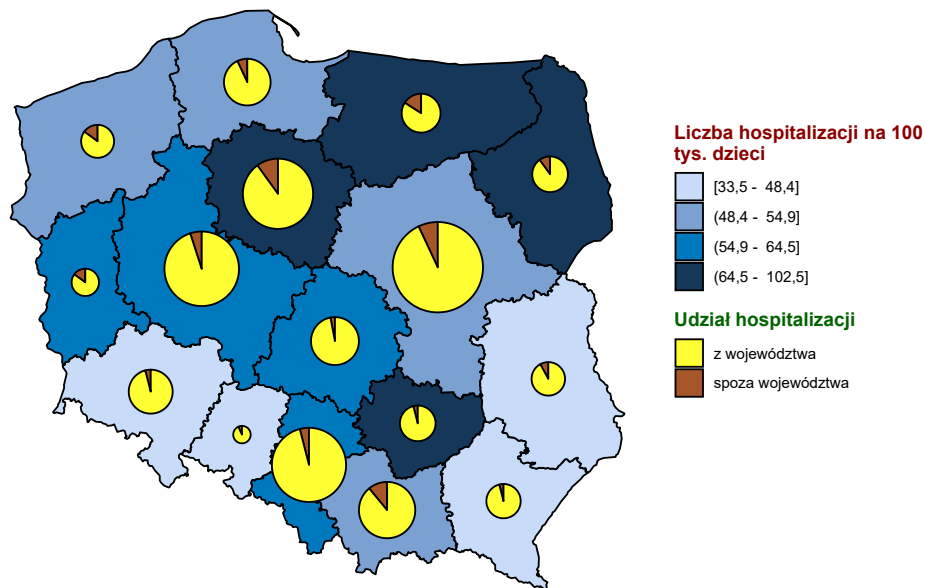 Liczba hospitalizacji na 100
tys. dzieci
[33,5 - 48,4]
(48,4 - 54,9]
(54,9 - 64,5]
(64,5 - 102,5]
Udział hospitalizacji
z województwa
spoza województwa